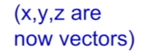 (x,y,z are
now vectors)